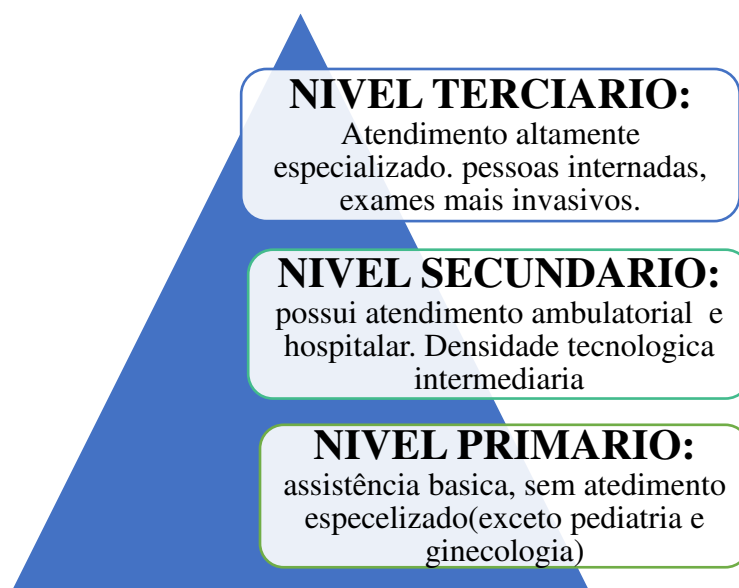 NIVEL TERCIARIO:
Atendimento altamente
especializado. pessoas internadas,
exames mais invasivos.
NIVEL SECUNDARIO:
possui atendimento ambulatorial  e
hospitalar. Densidade tecnologica
intermediaria
NIVEL PRIMARIO:
assistência basica, sem atedimento
especelizado(exceto pediatria e
ginecologia)